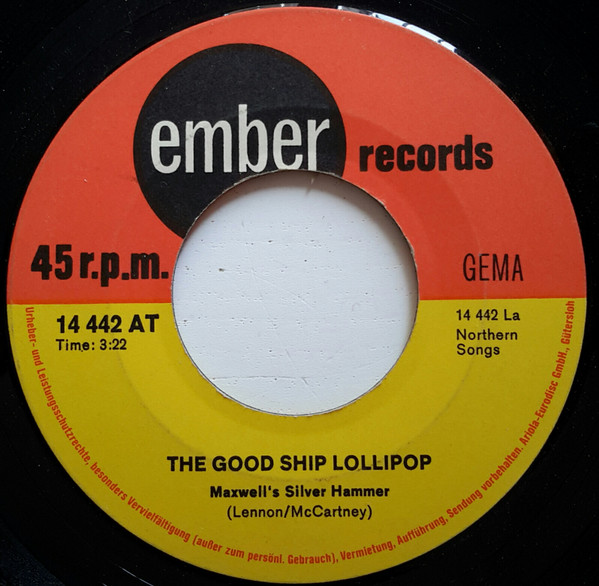 ember records
45 r.p.m.
GEMA
14 442 AT
Time: 3:22
14 442 La
Northern
Songs
THE GOOD SHIP LOLLIPOP
Maxwell's Silver Hammer
(Lennon/McCartney)
Urheber- und Leistungsschutzrechte, besonders Vervielfältigung (außer zum persönl. Gebrauch), Vermietung, Aufführung, Sendung vorbehalten. Ariola-Eurodisc GmbH., Gütersloh